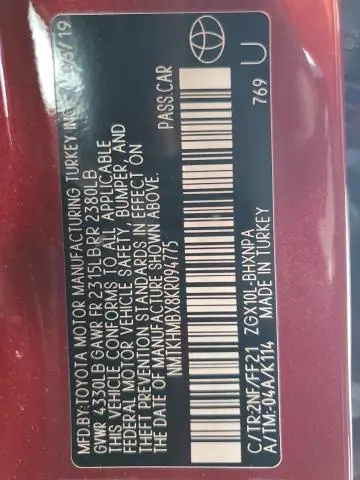 MFD BY: TOYOTA MOTOR MANUFACTURING TURKEY INC. 05/19
GVWR 4330LB GAWR FR 2315LB RR 2380LB
THIS VEHICLE CONFORMS TO ALL APPLICABLE
FEDERAL MOTOR VEHICLE SAFETY, BUMPER, AND
THEFT PREVENTION STANDARDS IN EFFECT ON
THE DATE OF MANUFACTURE SHOWN ABOVE.
NMTKHMBX8KR094775 PASS.CAR
C/TR:2NF/FF21 ZGX10L-BHXNPA 769 U
A/TM:-04A/K114 MADE IN TURKEY